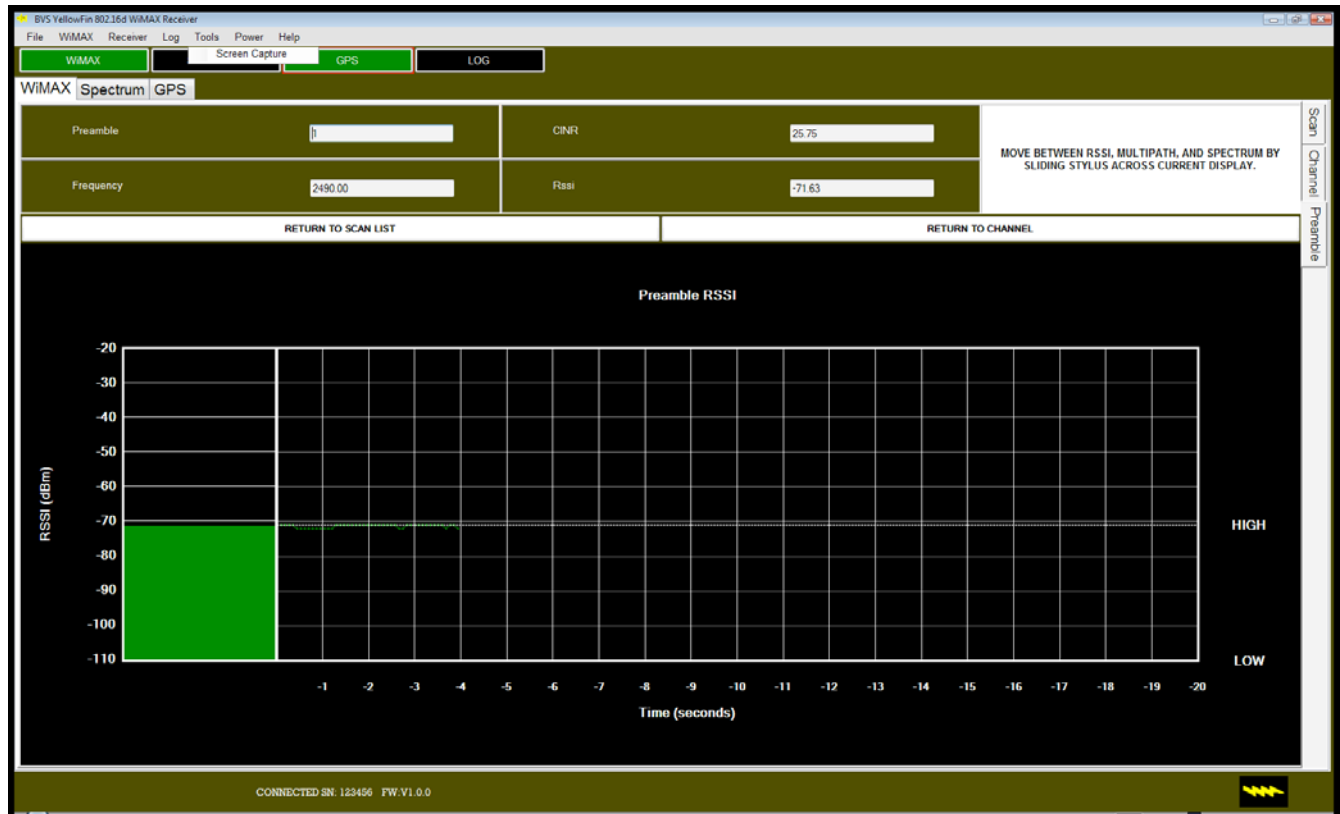 BVS YellowFin 802.16d WiMAX Receiver
File WiMAX Receiver Log Tools Power Help
Screen Capture
WiMAX GPS LOG
WiMAX Spectrum GPS
Preamble 1 CINR 25.75
Frequency 2490.00 Rssi -71.63
MOVE BETWEEN RSSI, MULTIPATH, AND SPECTRUM BY
SLIDING STYLUS ACROSS CURRENT DISPLAY.
Scan
Channel
Preamble
RETURN TO SCAN LIST RETURN TO CHANNEL
Preamble RSSI
RSSI (dBm)
-20
-30
-40
-50
-60
-70
-80
-90
-100
-110
HIGH
LOW
-1 -2 -3 -4 -5 -6 -7 -8 -9 -10 -11 -12 -13 -14 -15 -16 -17 -18 -19 -20
Time (seconds)
CONNECTED SN: 123456 FW:V1.0.0